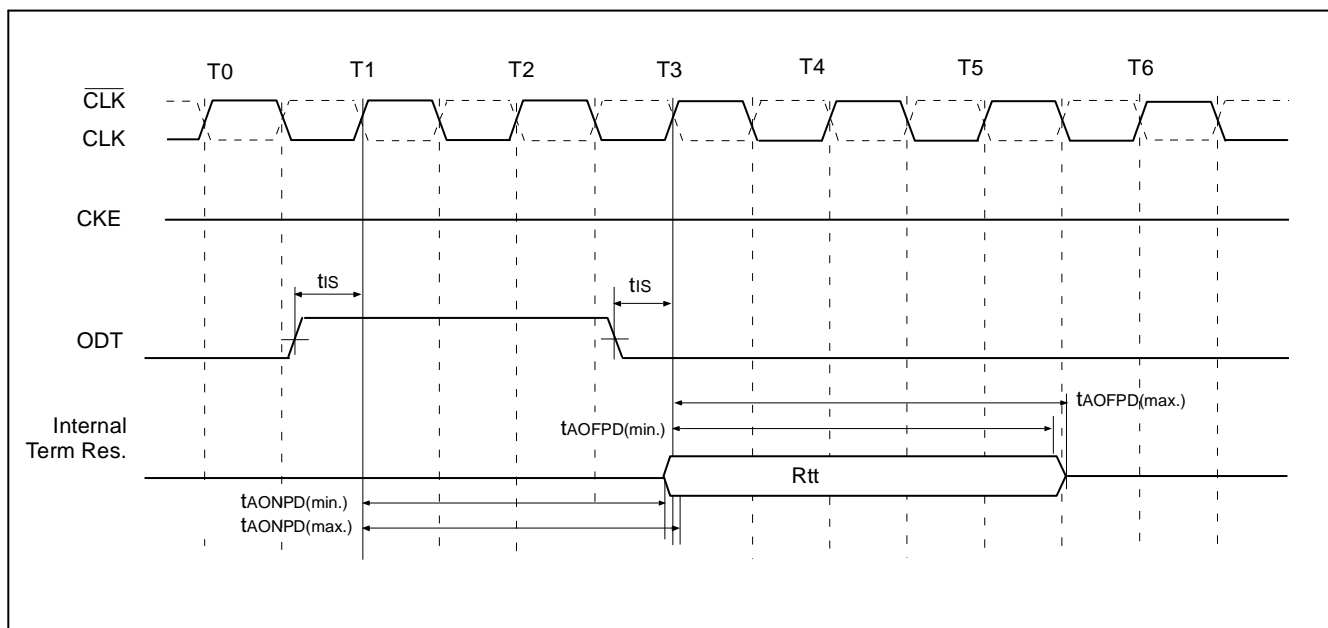 T0 T1 T2 T3 T4 T5 T6
CLK
CLK
CKE
tIS
tIS
ODT
tAOFPD(max.)
Internal
Term Res.
tAOFPD(min.)
Rtt
tAONPD(min.)
tAONPD(max.)